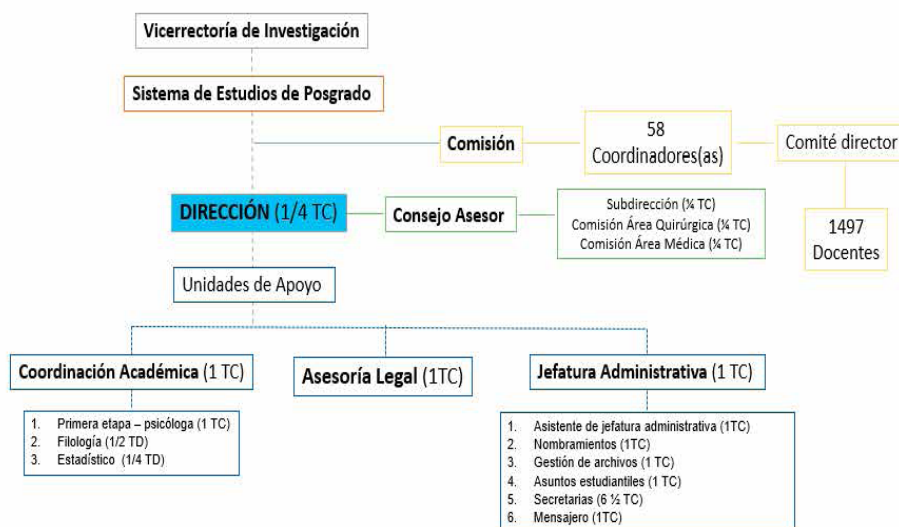 Vicerrectoría de Investigación
Sistema de Estudios de Posgrado
Comisión
58
Coordinadores(as)
Comité director
1497
Docentes
DIRECCIÓN (1/4 TC)
Consejo Asesor
Subdirección (¼ TC)
Comisión Área Quirúrgica (¼ TC)
Comisión Área Médica (¼ TC)
Unidades de Apoyo
Coordinación Académica (1 TC)
1. Primera etapa – psicóloga (1 TC)
2. Filología (1/2 TD)
3. Estadístico (1/4 TD)
Asesoría Legal (1TC)
Jefatura Administrativa (1 TC)
1. Asistente de jefatura administrativa (1TC)
2. Nombramientos (1TC)
3. Gestión de archivos (1 TC)
4. Asuntos estudiantiles (1 TC)
5. Secretarias (6 ½ TC)
6. Mensajero (1TC)